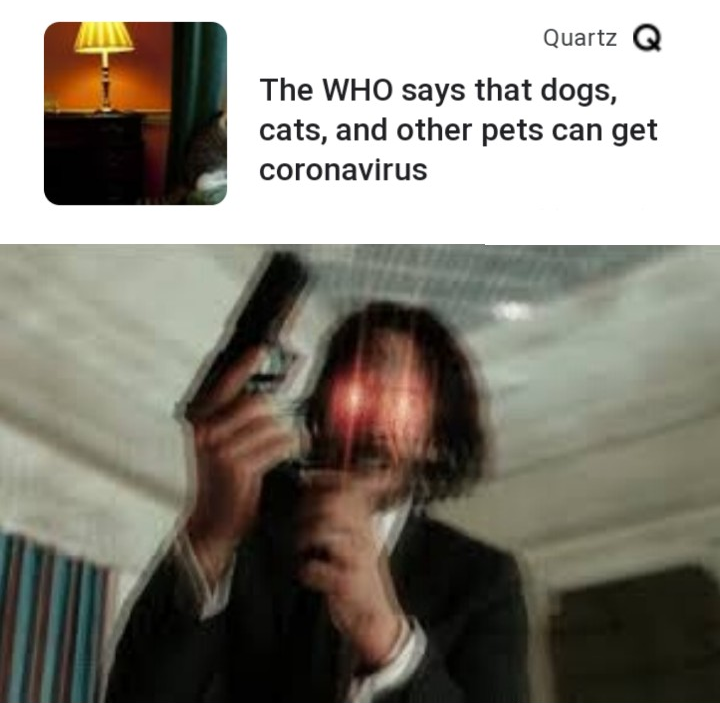 Quartz
The WHO says that dogs,
cats, and other pets can get
coronavirus